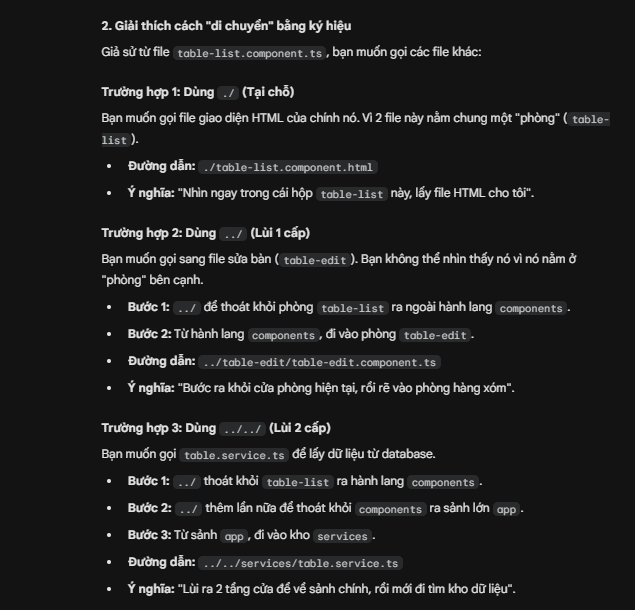 2. Giải thích cách "di chuyển" bằng ký hiệu
Giả sử từ file table-list.component.ts, bạn muốn gọi các file khác:
Trường hợp 1: Dùng ./ (Tại chỗ)
Bạn muốn gọi file giao diện HTML của chính nó. Vì 2 file này nằm chung một "phòng" (table-
list).
• Đường dẫn: ./table-list.component.html
• Ý nghĩa: "Nhìn ngay trong cái hộp table-list này, lấy file HTML cho tôi".
Trường hợp 2: Dùng ../ (Lùi 1 cấp)
Bạn muốn gọi sang file sửa bàn (table-edit). Bạn không thể nhìn thấy nó vì nó nằm ở
"phòng" bên cạnh.
• Bước 1: ../ để thoát khỏi phòng table-list ra ngoài hành lang components.
• Bước 2: Từ hành lang components, đi vào phòng table-edit.
• Đường dẫn: ../table-edit/table-edit.component.ts
• Ý nghĩa: "Bước ra khỏi cửa phòng hiện tại, rồi rẽ vào phòng hàng xóm".
Trường hợp 3: Dùng ../../ (Lùi 2 cấp)
Bạn muốn gọi table.service.ts để lấy dữ liệu từ database.
• Bước 1: ../ thoát khỏi table-list ra hành lang components.
• Bước 2: ../ thêm lần nữa để thoát khỏi components ra sảnh lớn app.
• Bước 3: Từ sảnh app, đi vào kho services.
• Đường dẫn: ../../services/table.service.ts
• Ý nghĩa: "Lùi ra 2 tầng cửa để về sảnh chính, rồi mới đi tìm kho dữ liệu".